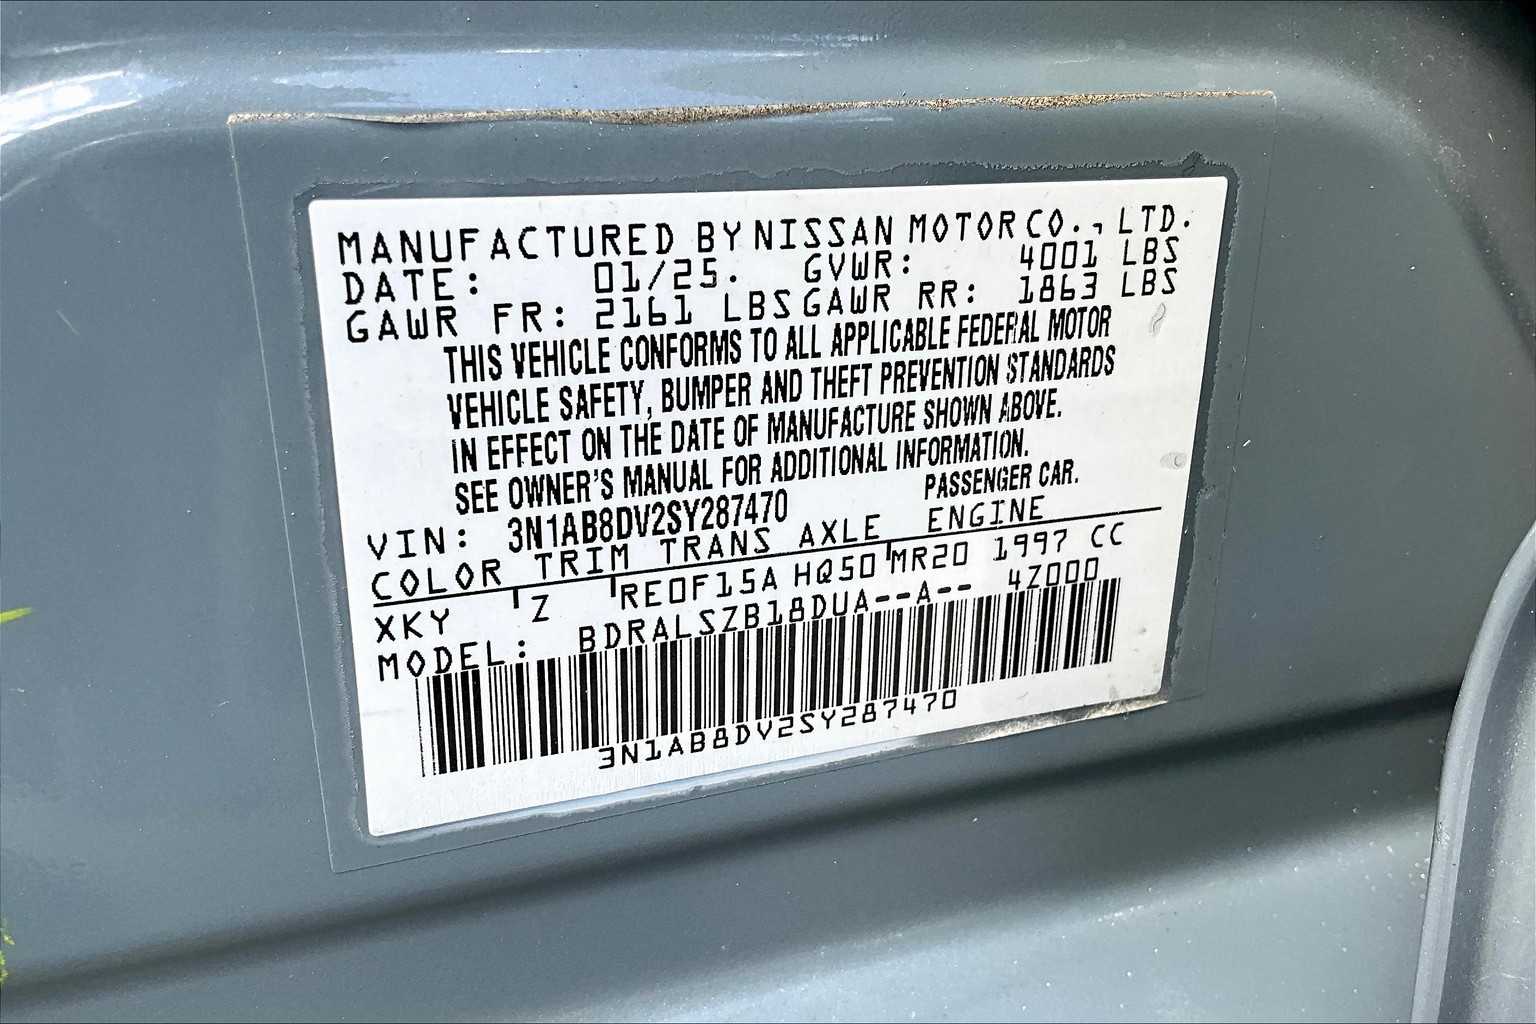 MANUFACTURED BY NISSAN MOTOR CO., LTD.
DATE: 01/25. GVWR: 4001 LBS
GAWR FR: 2161 LBS GAWR RR: 1863 LBS
THIS VEHICLE CONFORMS TO ALL APPLICABLE FEDERAL MOTOR
VEHICLE SAFETY, BUMPER AND THEFT PREVENTION STANDARDS
IN EFFECT ON THE DATE OF MANUFACTURE SHOWN ABOVE.
SEE OWNER'S MANUAL FOR ADDITIONAL INFORMATION.
VIN: 3N1AB8DV2SY287470 PASSENGER CAR.
COLOR TRIM TRANS AXLE ENGINE
XKY Z RE0F15A HQ50 MR20 1997 CC
MODEL: BDRALSZB18DUA--A-- 4Z000
3N1AB8DV2SY287470